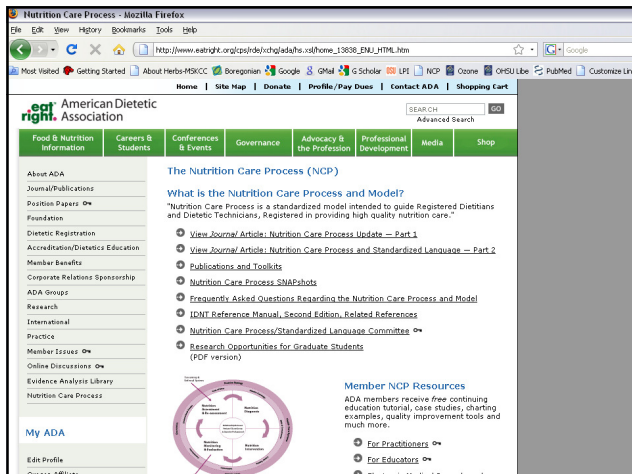 Nutrition Care Process - Mozilla Firefox
File Edit View History Bookmarks Tools Help
http://www.eatright.org/cps/rde/xchg/ada/hs.xsl/home_13838_ENU_HTML.htm
G Google
Most Visited Getting Started About Herbs-MSKCC Boregonian Google GMail G Scholar OSU LPI NCP Ozone OHSU Libe PubMed Customize Lin
Home | Site Map | Donate | Profile/Pay Dues | Contact ADA | Shopping Cart
eat right. American Dietetic Association
SEARCH GO
Advanced Search
Food & Nutrition Information
Careers & Students
Conferences & Events
Governance
Advocacy & the Profession
Professional Development
Media
Shop
About ADA
Journal/Publications
Position Papers
Foundation
Dietetic Registration
Accreditation/Dietetics Education
Member Benefits
Corporate Relations Sponsorship
ADA Groups
Research
International
Practice
Member Issues
Online Discussions
Evidence Analysis Library
Nutrition Care Process
My ADA
Edit Profile
The Nutrition Care Process (NCP)
What is the Nutrition Care Process and Model?
"Nutrition Care Process is a standardized model intended to guide Registered Dietitians
and Dietetic Technicians, Registered in providing high quality nutrition care."
View Journal Article: Nutrition Care Process Update — Part 1
View Journal Article: Nutrition Care Process and Standardized Language — Part 2
Publications and Toolkits
Nutrition Care Process SNAPshots
Frequently Asked Questions Regarding the Nutrition Care Process and Model
IDNT Reference Manual, Second Edition, Related References
Nutrition Care Process/Standardized Language Committee
Research Opportunities for Graduate Students
(PDF version)
Member NCP Resources
ADA members receive free continuing
education tutorial, case studies, charting
examples, quality improvement tools and
much more.
For Practitioners
For Educators